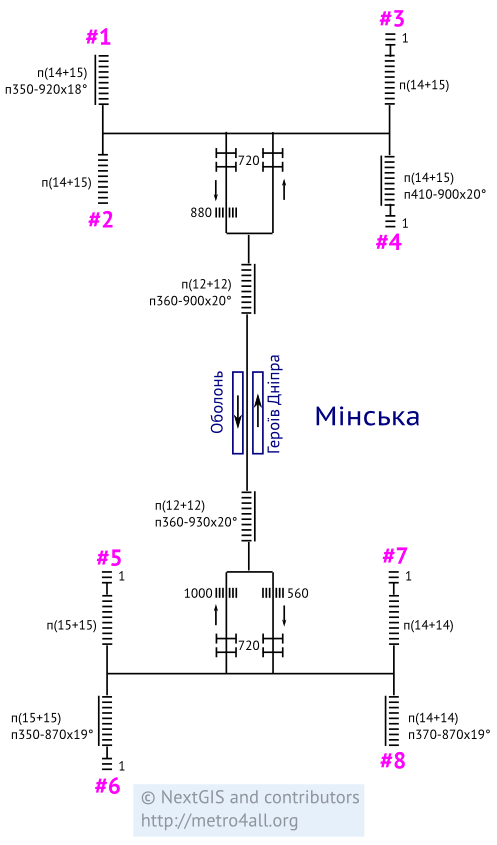 #3
#1
1
п(14+15)
п350-920x18°
п(14+15)
720
п(14+15)
п(14+15)
п410-900x20°
880
#2
1
#4
п(12+12)
п360-900x20°
Оболонь
Героїв Дніпра
Мінська
п(12+12)
п360-930x20°
#5
#7
1
1
1000
560
п(15+15)
п(14+14)
720
п(15+15)
п350-870x19°
п(14+14)
п370-870x19°
1
#8
#6
© NextGIS and contributors
http://metro4all.org